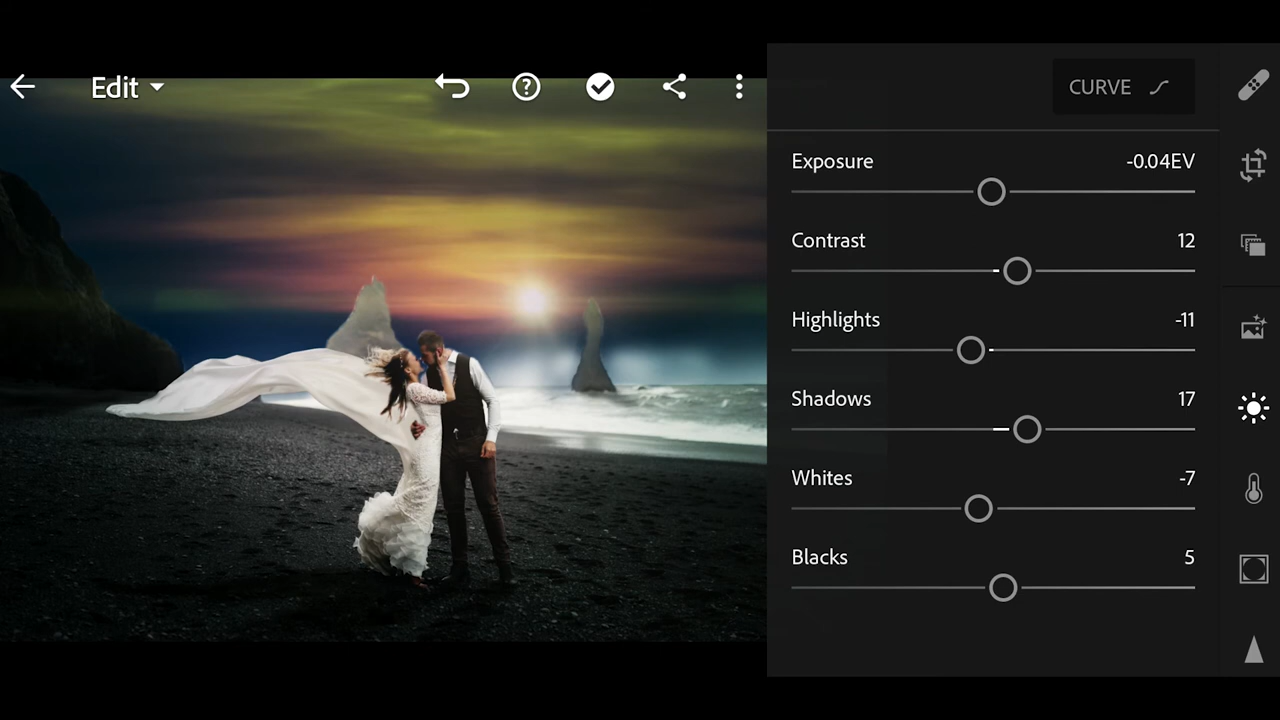 Edit
CURVE
Exposure -0.04EV
Contrast 12
Highlights -11
Shadows 17
Whites -7
Blacks 5